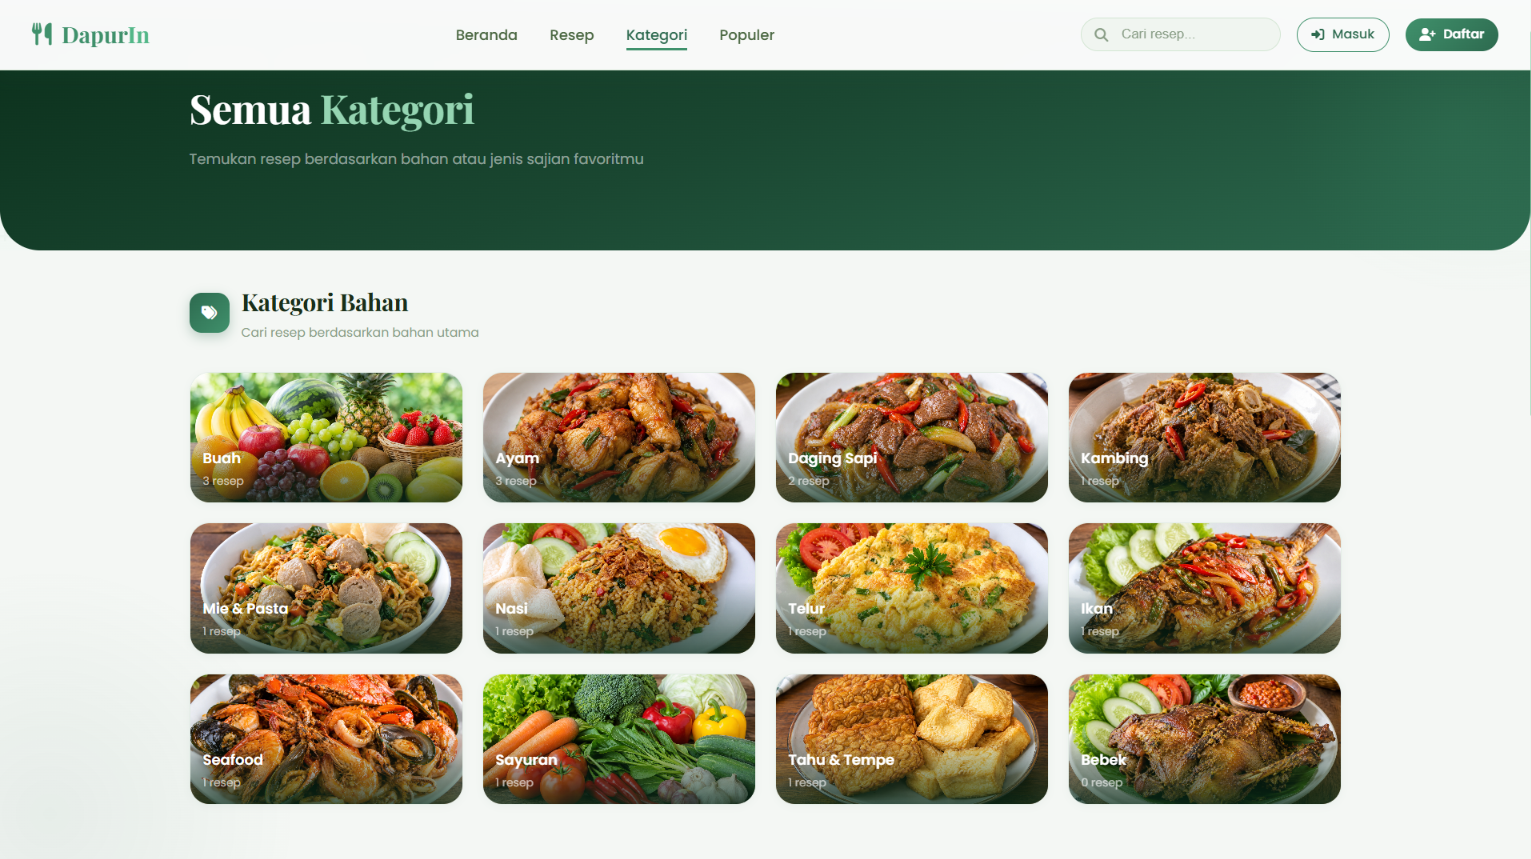 DapurIn
Beranda
Resep
Kategori
Populer
Cari resep...
Masuk
Daftar
Semua Kategori
Temukan resep berdasarkan bahan atau jenis sajian favoritmu
Kategori Bahan
Cari resep berdasarkan bahan utama
Buah
3 resep
Ayam
3 resep
Daging Sapi
2 resep
Kambing
1 resep
Mie & Pasta
1 resep
Nasi
1 resep
Telur
1 resep
Ikan
1 resep
Seafood
1 resep
Sayuran
1 resep
Tahu & Tempe
1 resep
Bebek
0 resep